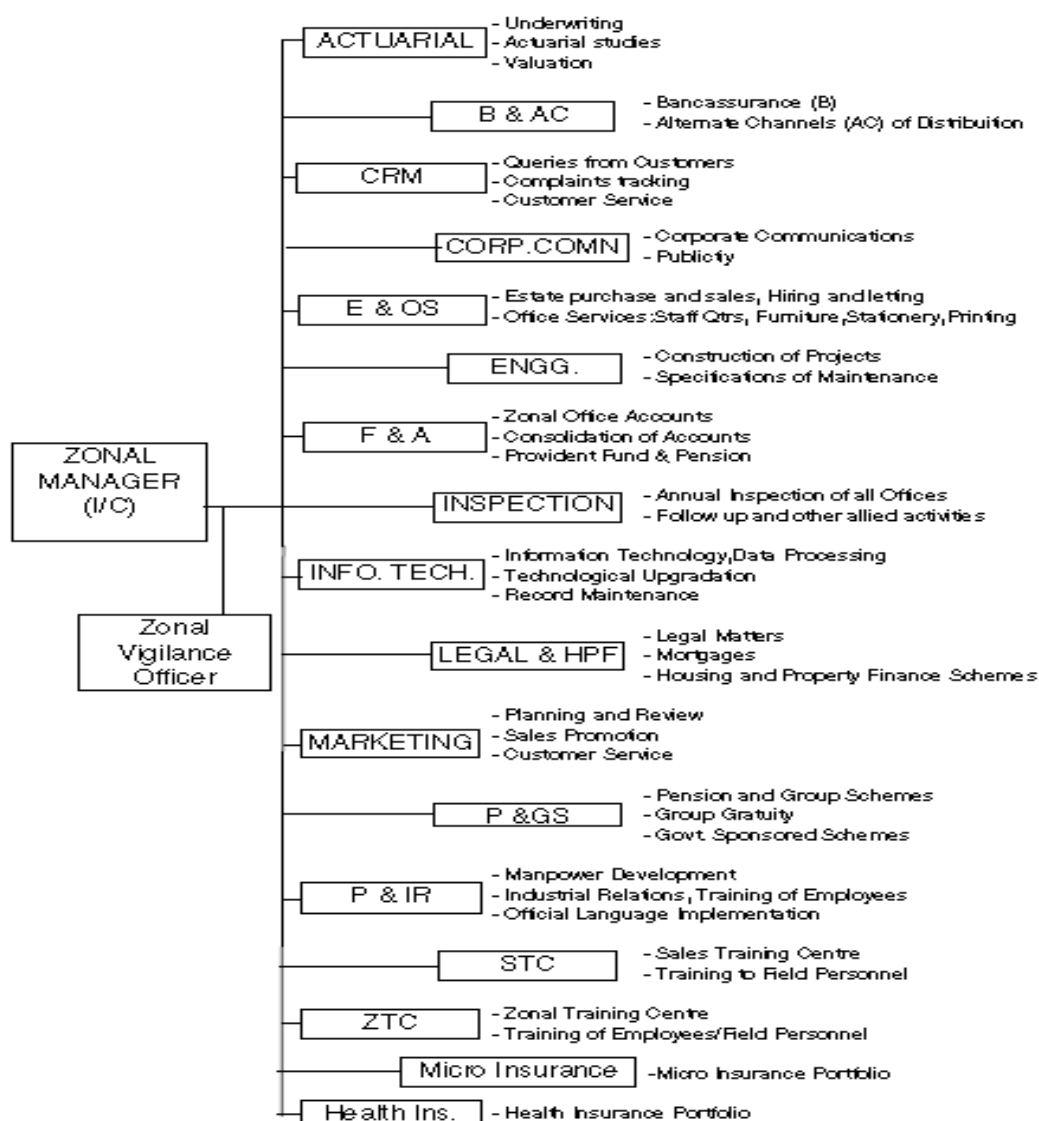 ACTUARIAL
- Underwriting
- Actuarial studies
- Valuation
B & AC
- Bancassurance (B)
- Alternate Channels (AC) of Distribuition
CRM
- Queries from Customers
- Complaints tracking
- Customer Service
CORP.COMN
- Corporate Communications
- Publicity
E & OS
- Estate purchase and sales, Hiring and letting
- Office Services:Staff Qtrs, Furniture,Stationery,Printing
ENGG.
- Construction of Projects
- Specifications of Maintenance
F & A
- Zonal Office Accounts
- Consolidation of Accounts
- Provident Fund & Pension
ZONAL
MANAGER
(I/C)
INSPECTION
- Annual Inspection of all Offices
- Follow up and other allied activities
INFO. TECH.
- Information Technology,Data Processing
- Technological Upgradation
- Record Maintenance
Zonal
Vigilance
Officer
LEGAL & HPF
- Legal Matters
- Mortgages
- Housing and Property Finance Schemes
MARKETING
- Planning and Review
- Sales Promotion
- Customer Service
P &GS
- Pension and Group Schemes
- Group Gratuity
- Govt. Sponsored Schemes
P & IR
- Manpower Development
- Industrial Relations, Training of Employees
- Official Language Implementation
STC
- Sales Training Centre
- Training to Field Personnel
ZTC
- Zonal Training Centre
- Training of Employees/Field Personnel
Micro Insurance
-Micro Insurance Portfolio
Health Ins.
- Health Insurance Portfolio